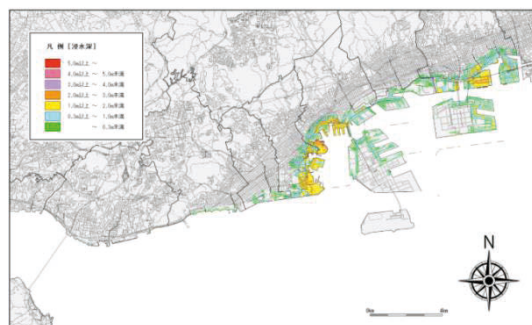 凡 例 [浸水深]
5.0m以上 ～
4.0m以上 ～ 5.0m未満
3.0m以上 ～ 4.0m未満
2.0m以上 ～ 3.0m未満
1.0m以上 ～ 2.0m未満
0.3m以上 ～ 1.0m未満
～ 0.3m未満
N
0km
4km